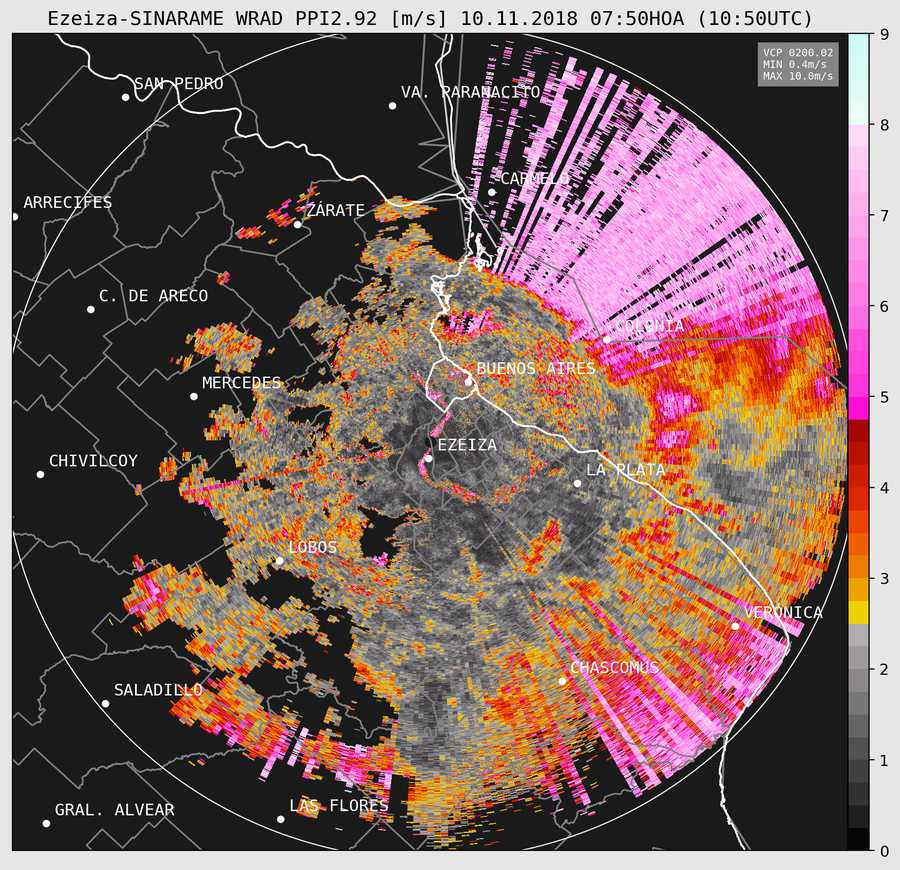 Ezeiza-SINARAME WRAD PPI2.92 [m/s] 10.11.2018 07:50HOA (10:50UTC)
VCP 0200.02
MIN 0.4m/s
MAX 10.0m/s
9
SAN PEDRO
VA. PARANACITO
8
CARMELO
ARRECIFES
ZÁRATE
7
C. DE ARECO
6
COLONIA
BUENOS AIRES
MERCEDES
5
EZEIZA
CHIVILCOY
LA PLATA
4
LOBOS
3
VERÓNICA
CHASCOMUS
2
SALADILLO
1
LAS FLORES
GRAL. ALVEAR
0